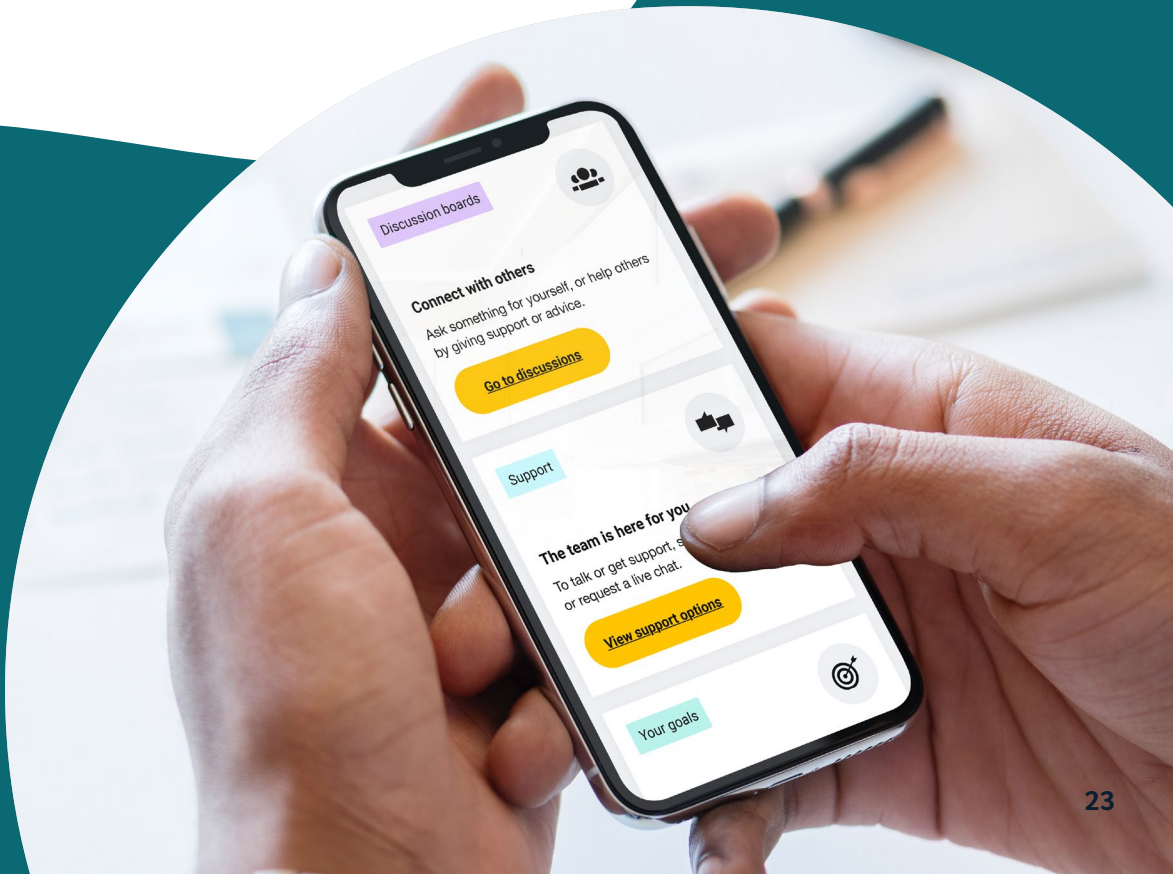 Discussion boards
Connect with others
Ask something for yourself, or help others
by giving support or advice.
Go to discussions
Support
The team is here for you
To talk or get support,
or request a live chat.
View support options
Your goals
23